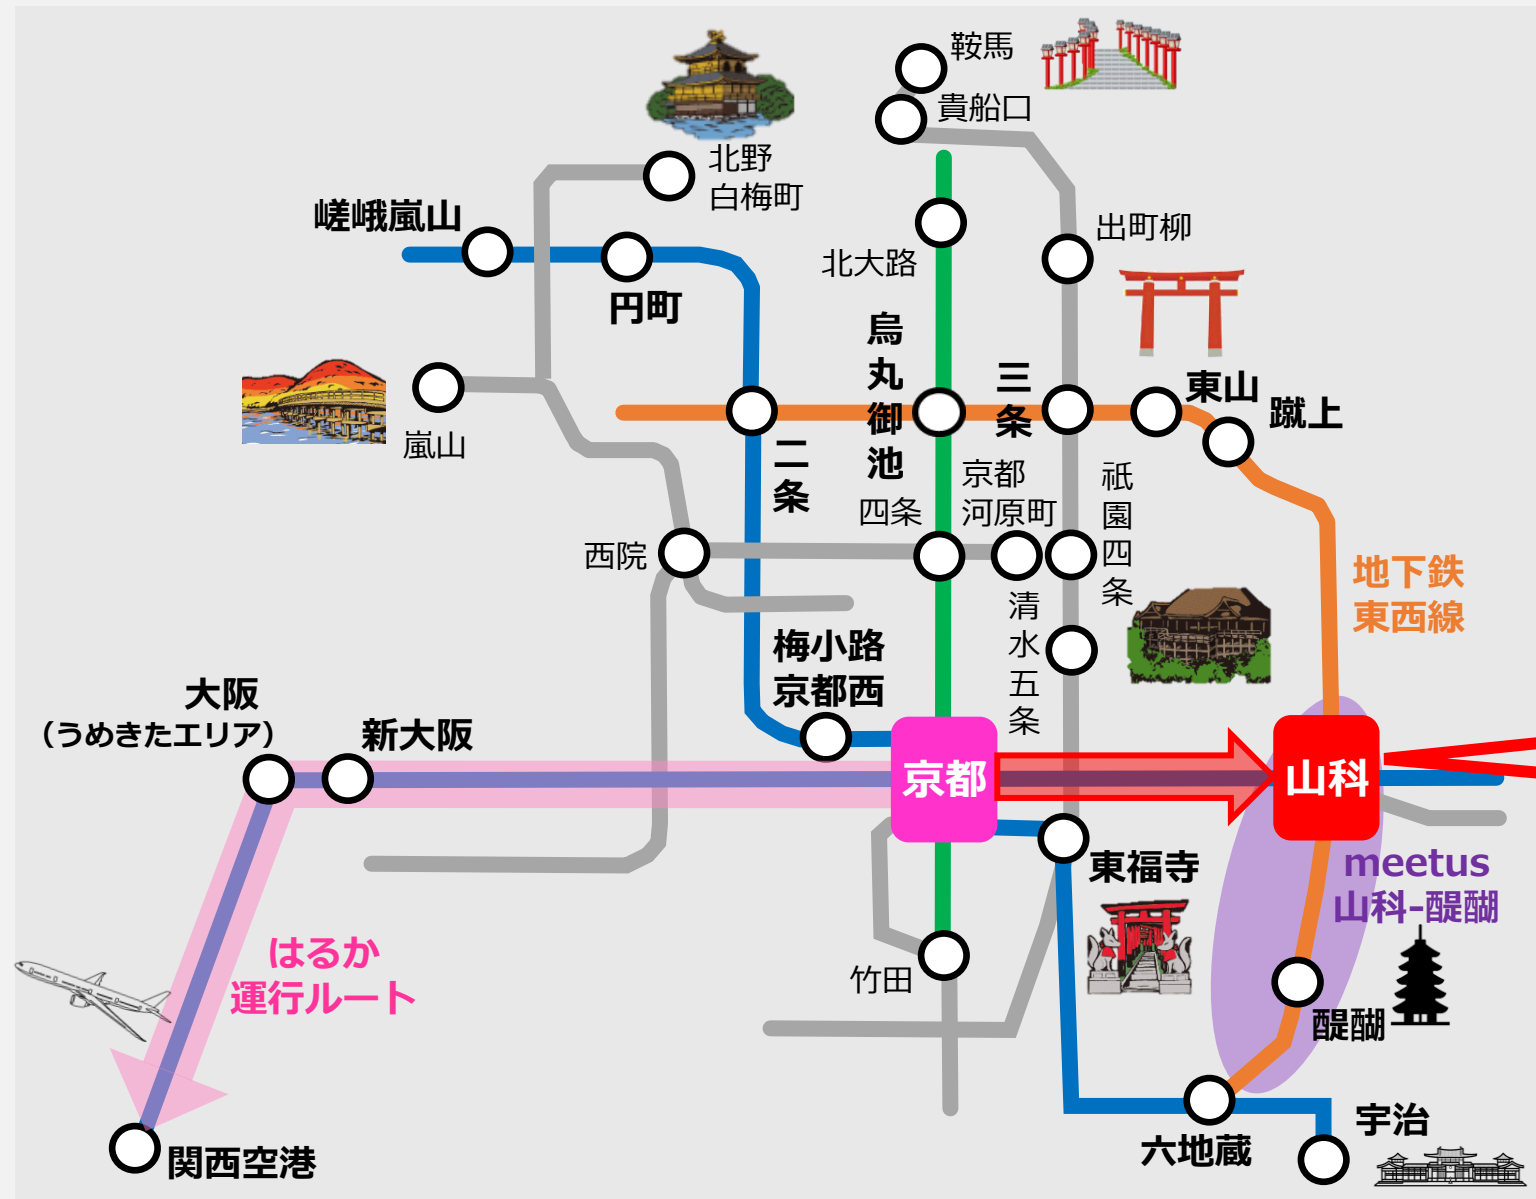 鞍馬
貴船口
北野
白梅町
嵯峨嵐山
出町柳
北大路
円町
烏丸御池
三条
東山
蹴上
嵐山
二条
京都
河原町
祇園四条
四条
西院
地下鉄
東西線
清水五条
梅小路
京都西
大阪
（うめきたエリア）
新大阪
京都
山科
東福寺
meetus
山科-醍醐
はるか
運行ルート
竹田
醍醐
宇治
六地蔵
関西空港